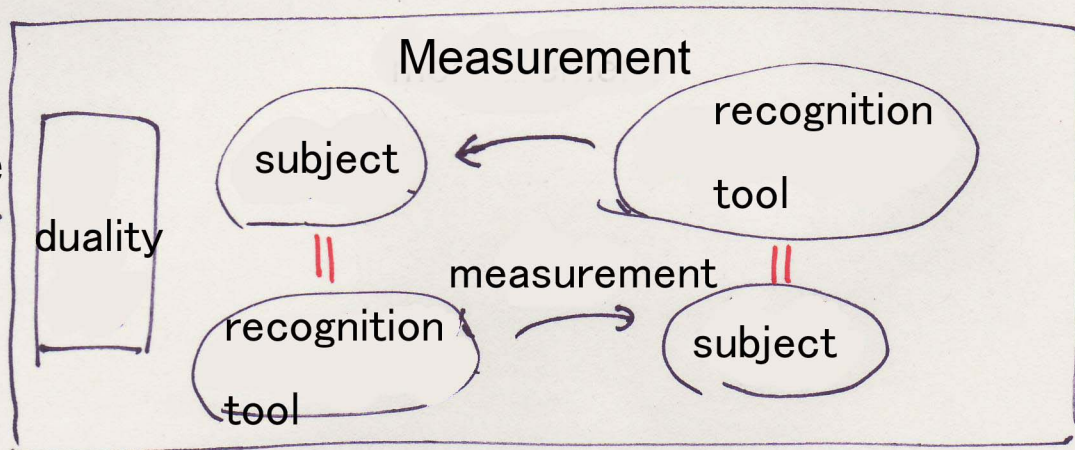 Measurement
recognition
subject
tool
duality
measurement
recognition
subject
tool